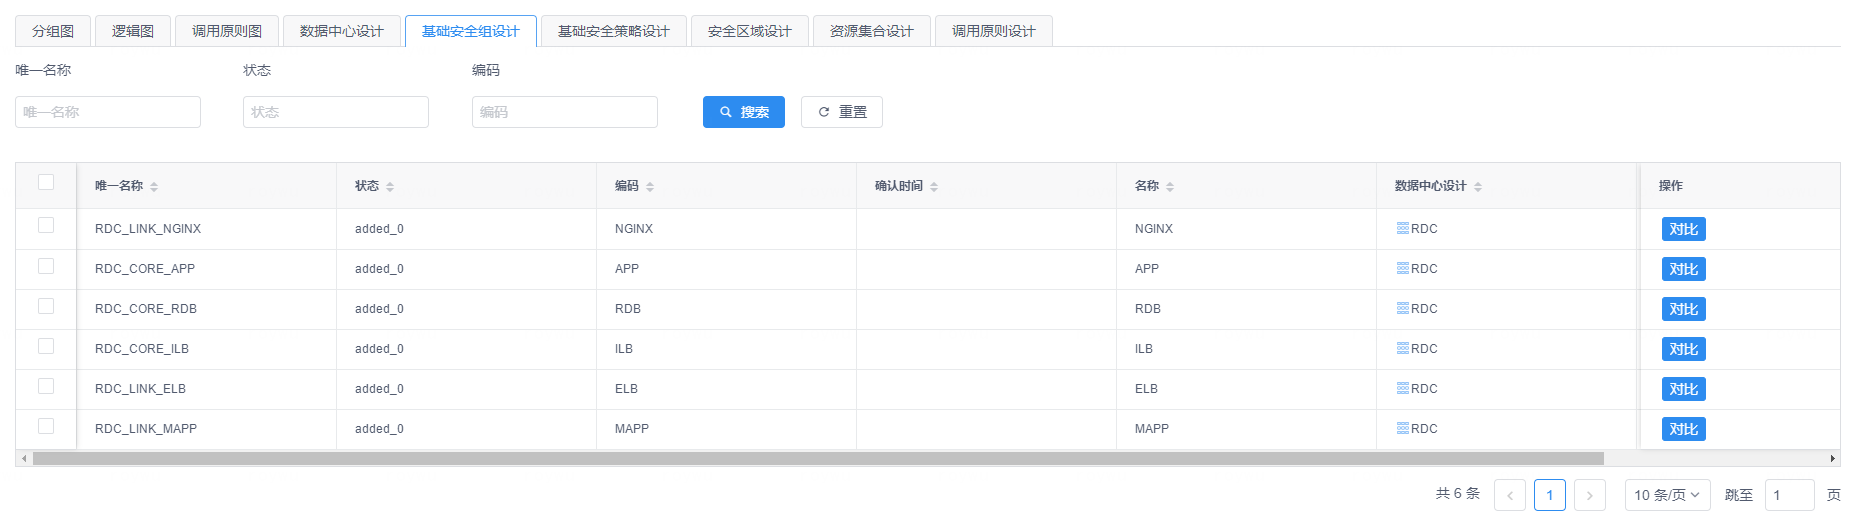 分组图 逻辑图 调用原则图 数据中心设计 基础安全组设计 基础安全策略设计 安全区域设计 资源集合设计 调用原则设计
唯一名称 状态 编码
唯一名称 状态 编码 搜索 重置
唯一名称 状态 编码 确认时间 名称 数据中心设计 操作
RDC_LINK_NGINX added_0 NGINX NGINX RDC 对比
RDC_CORE_APP added_0 APP APP RDC 对比
RDC_CORE_RDB added_0 RDB RDB RDC 对比
RDC_CORE_ILB added_0 ILB ILB RDC 对比
RDC_LINK_ELB added_0 ELB ELB RDC 对比
RDC_LINK_MAPP added_0 MAPP MAPP RDC 对比
共 6 条 1 10 条/页 跳至 1 页